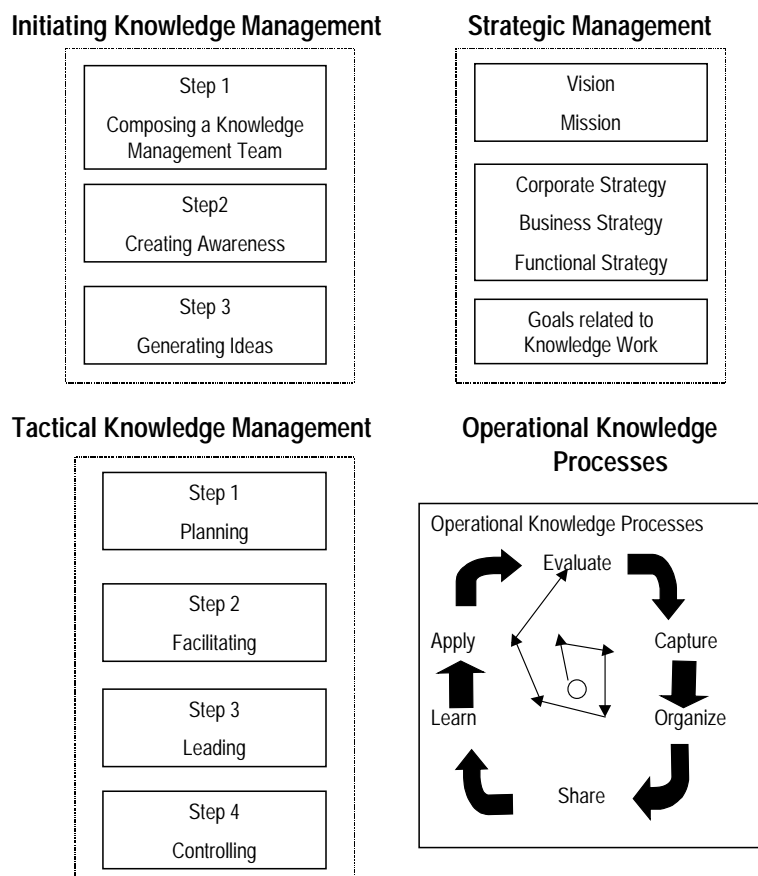 Initiating Knowledge Management
Step 1
Composing a Knowledge
Management Team
Step2
Creating Awareness
Step 3
Generating Ideas
Strategic Management
Vision
Mission
Corporate Strategy
Business Strategy
Functional Strategy
Goals related to
Knowledge Work
Tactical Knowledge Management
Step 1
Planning
Step 2
Facilitating
Step 3
Leading
Step 4
Controlling
Operational Knowledge
Processes
Operational Knowledge Processes
Evaluate
Apply
Capture
Learn
Organize
Share